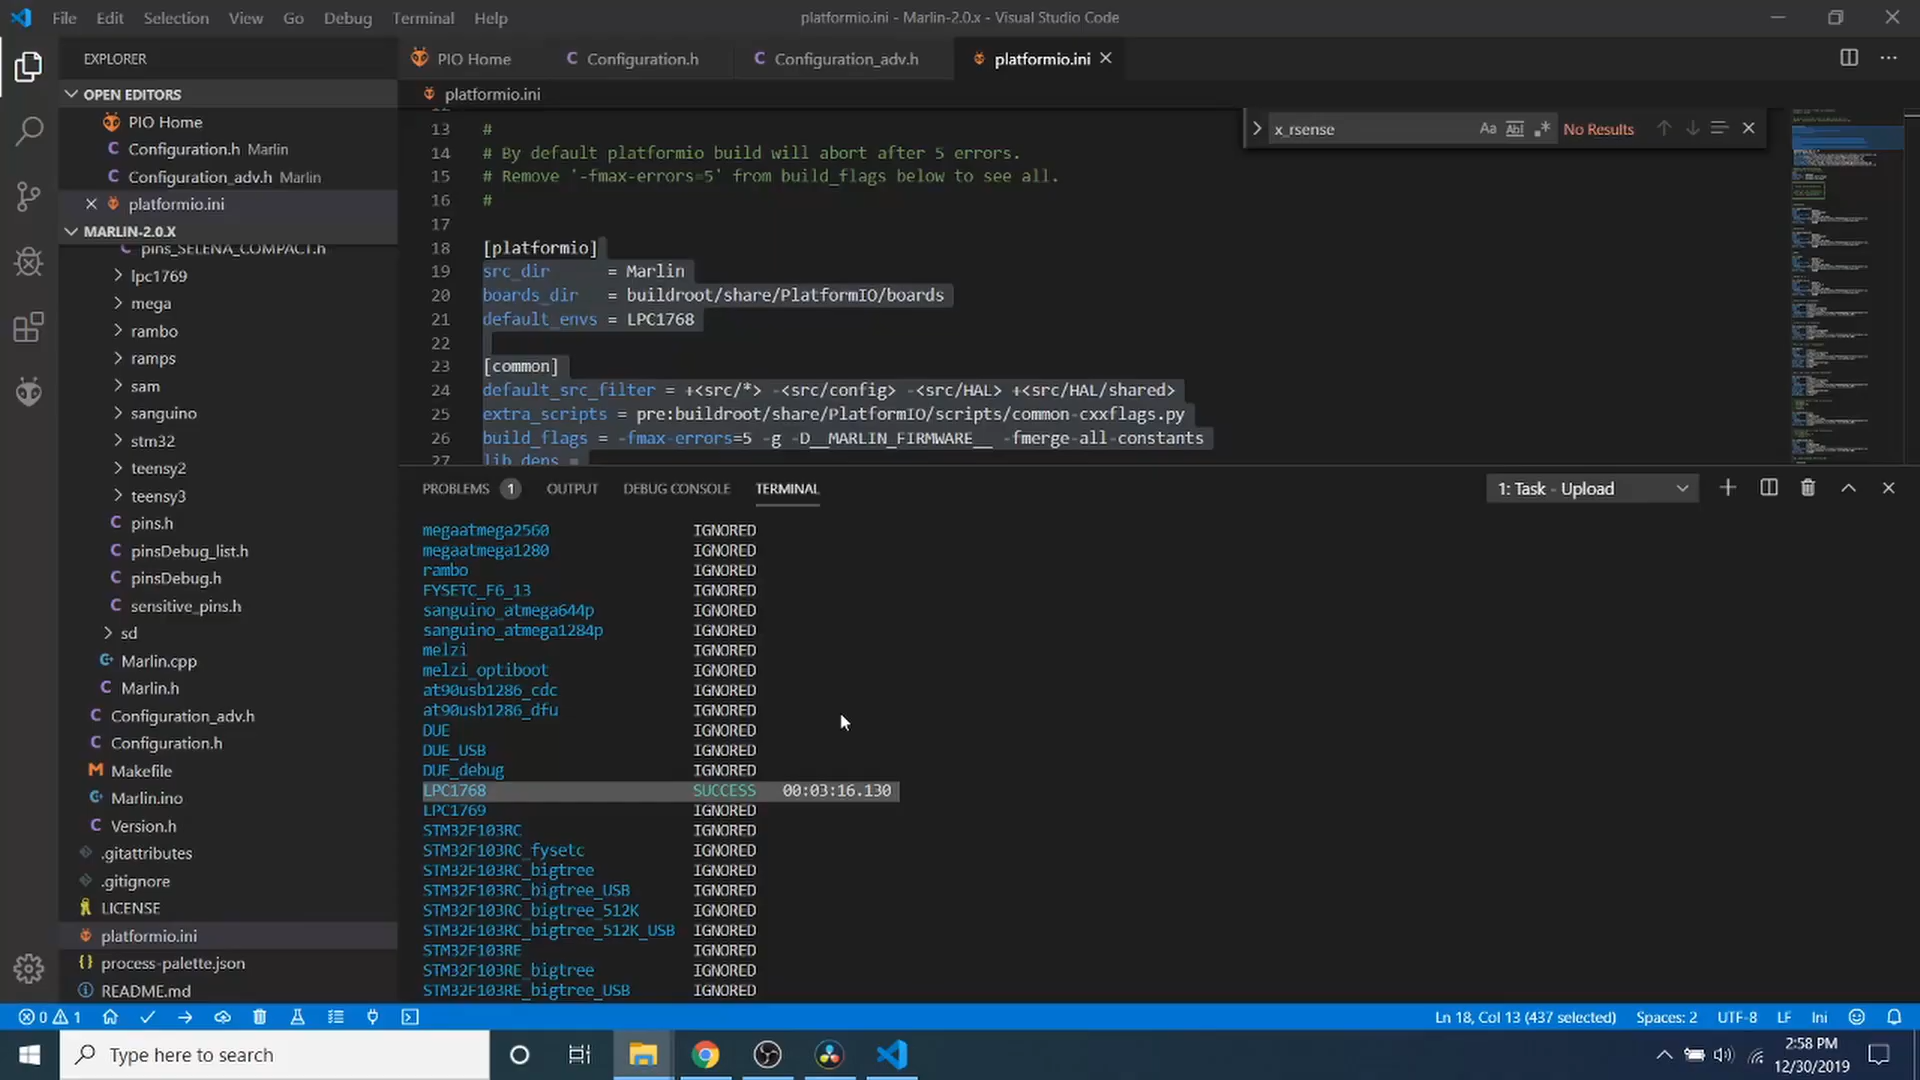 File Edit Selection View Go Debug Terminal Help
platformio.ini - Marlin-2.0.x - Visual Studio Code
EXPLORER
OPEN EDITORS
PIO Home
Configuration.h Marlin
Configuration_adv.h Marlin
platformio.ini
MARLIN-2.0.X
pins_SELENA_COMPACT.h
lpc1769
mega
rambo
ramps
sam
sanguino
stm32
teensy2
teensy3
pins.h
pinsDebug_list.h
pinsDebug.h
sensitive_pins.h
sd
Marlin.cpp
Marlin.h
Configuration_adv.h
Configuration.h
Makefile
Marlin.ino
Version.h
.gitattributes
.gitignore
LICENSE
platformio.ini
process-palette.json
README.md
PIO Home
Configuration.h
Configuration_adv.h
platformio.ini
platformio.ini
x_rsense
Aa Abl .* No Results
13 #
14 # By default platformio build will abort after 5 errors.
15 # Remove '-fmax-errors=5' from build_flags below to see all.
16 #
17
18 [platformio]
19 src_dir = Marlin
20 boards_dir = buildroot/share/PlatformIO/boards
21 default_envs = LPC1768
22
23 [common]
24 default_src_filter = +<src/*> -<src/config> -<src/HAL> +<src/HAL/shared>
25 extra_scripts = pre:buildroot/share/PlatformIO/scripts/common-cxxflags.py
26 build_flags = -fmax-errors=5 -g -D__MARLIN_FIRMWARE__ -fmerge-all-constants
27 lib_deps =
PROBLEMS 1 OUTPUT DEBUG CONSOLE TERMINAL
1: Task - Upload
megaatmega2560 IGNORED
megaatmega1280 IGNORED
rambo IGNORED
FYSETC_F6_13 IGNORED
sanguino_atmega644p IGNORED
sanguino_atmega1284p IGNORED
melzi IGNORED
melzi_optiboot IGNORED
at90usb1286_cdc IGNORED
at90usb1286_dfu IGNORED
DUE IGNORED
DUE_USB IGNORED
DUE_debug IGNORED
LPC1768 SUCCESS 00:03:16.130
LPC1769 IGNORED
STM32F103RC IGNORED
STM32F103RC_fysetc IGNORED
STM32F103RC_bigtree IGNORED
STM32F103RC_bigtree_USB IGNORED
STM32F103RC_bigtree_512K IGNORED
STM32F103RC_bigtree_512K_USB IGNORED
STM32F103RE IGNORED
STM32F103RE_bigtree IGNORED
STM32F103RE_bigtree_USB IGNORED
0 1
Ln 18, Col 13 (437 selected) Spaces: 2 UTF-8 LF Ini
Type here to search
2:58 PM
12/30/2019